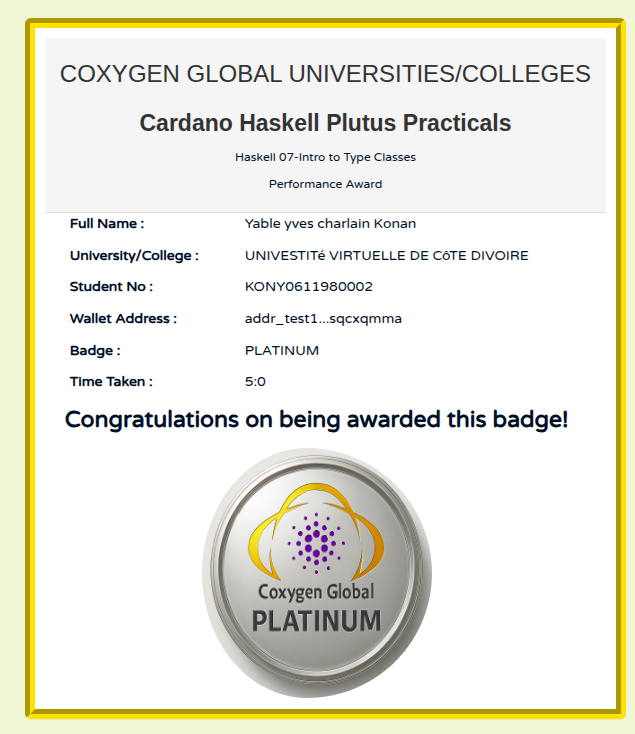 COXYGEN GLOBAL UNIVERSITIES/COLLEGES
Cardano Haskell Plutus Practicals
Haskell 07-Intro to Type Classes
Performance Award
Full Name : Yable yves charlain Konan
University/College : UNIVESITé VIRTUELLE DE CôTE DIVOIRE
Student No : KONY0611980002
Wallet Address : addr_test1...sqcxqmma
Badge : PLATINUM
Time Taken : 5:0
Congratulations on being awarded this badge!
Coxygen Global
PLATINUM